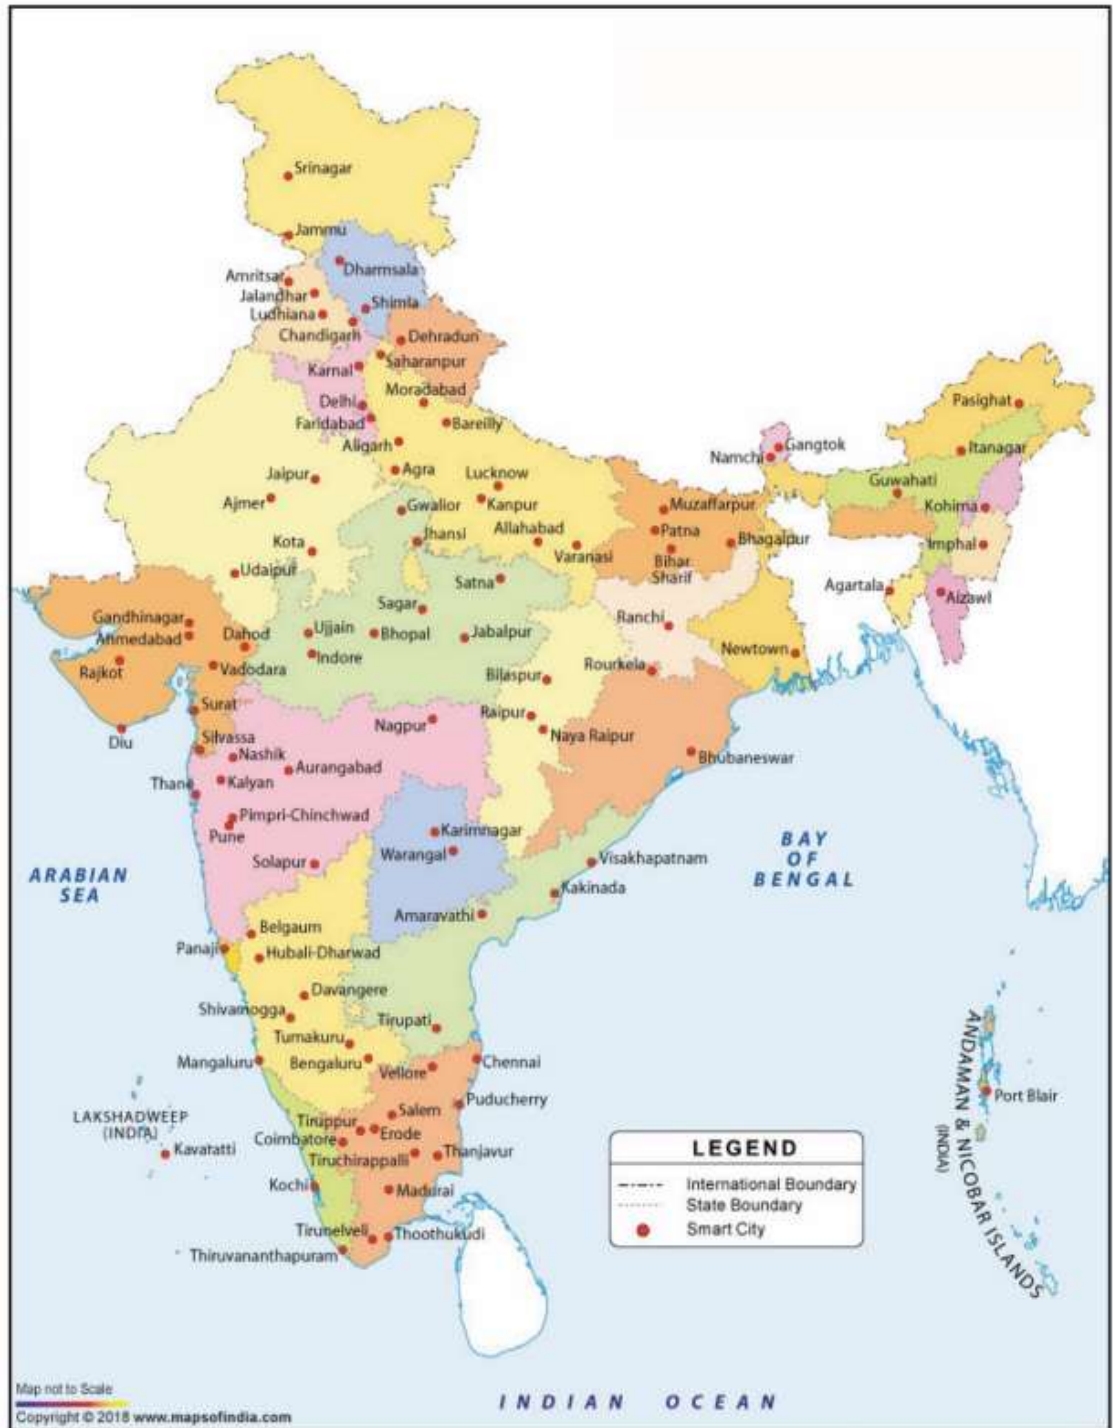 Srinagar
Jammu
Dharmsala
Amritsar
Jalandhar
Shimla
Ludhiana
Chandigarh
Dehradun
Saharanpur
Karnal
Moradabad
Delhi
Faridabad
Bareilly
Aligarh
Pasighat
Gangtok
Namchi
Itanagar
Agra
Lucknow
Jaipur
Guwahati
Ajmer
Kanpur
Gwalior
Muzaffarpur
Kohima
Allahabad
Jhansi
Patna
Bhagalpur
Kota
Varanasi
Bihar
Sharif
Imphal
Udaipur
Satna
Agartala
Aizawl
Sagar
Gandhinagar
Ahmedabad
Dahod
Ujjain
Bhopal
Jabalpur
Ranchi
Newtown
Indore
Rajkot
Vadodara
Rourkela
Bilaspur
Surat
Raipur
Nagpur
Naya Raipur
Diu
Silvassa
Nashik
Aurangabad
Bhubaneswar
Thane
Kalyan
Pimpri-Chinchwad
Pune
Karimnagar
Warangal
Solapur
Visakhapatnam
BAY
OF
BENGAL
ARABIAN
SEA
Kakinada
Amaravathi
Belgaum
Panaji
Hubali-Dharwad
Davangere
Shivamogga
Tirupati
Tumakuru
Mangaluru
Bengaluru
Vellore
Chennai
Puducherry
Port Blair
ANDAMAN & NICOBAR ISLANDS
(INDIA)
LAKSHADWEEP
(INDIA)
Kavatatti
Salem
Tiruppur
Erode
Coimbatore
Tiruchirappalli
Thanjavur
Kochi
Madurai
Tirunelveli
Thoothukudi
Thiruvananthapuram
LEGEND
International Boundary
State Boundary
Smart City
INDIAN OCEAN
Map not to Scale
Copyright © 2018 www.mapsofindia.com